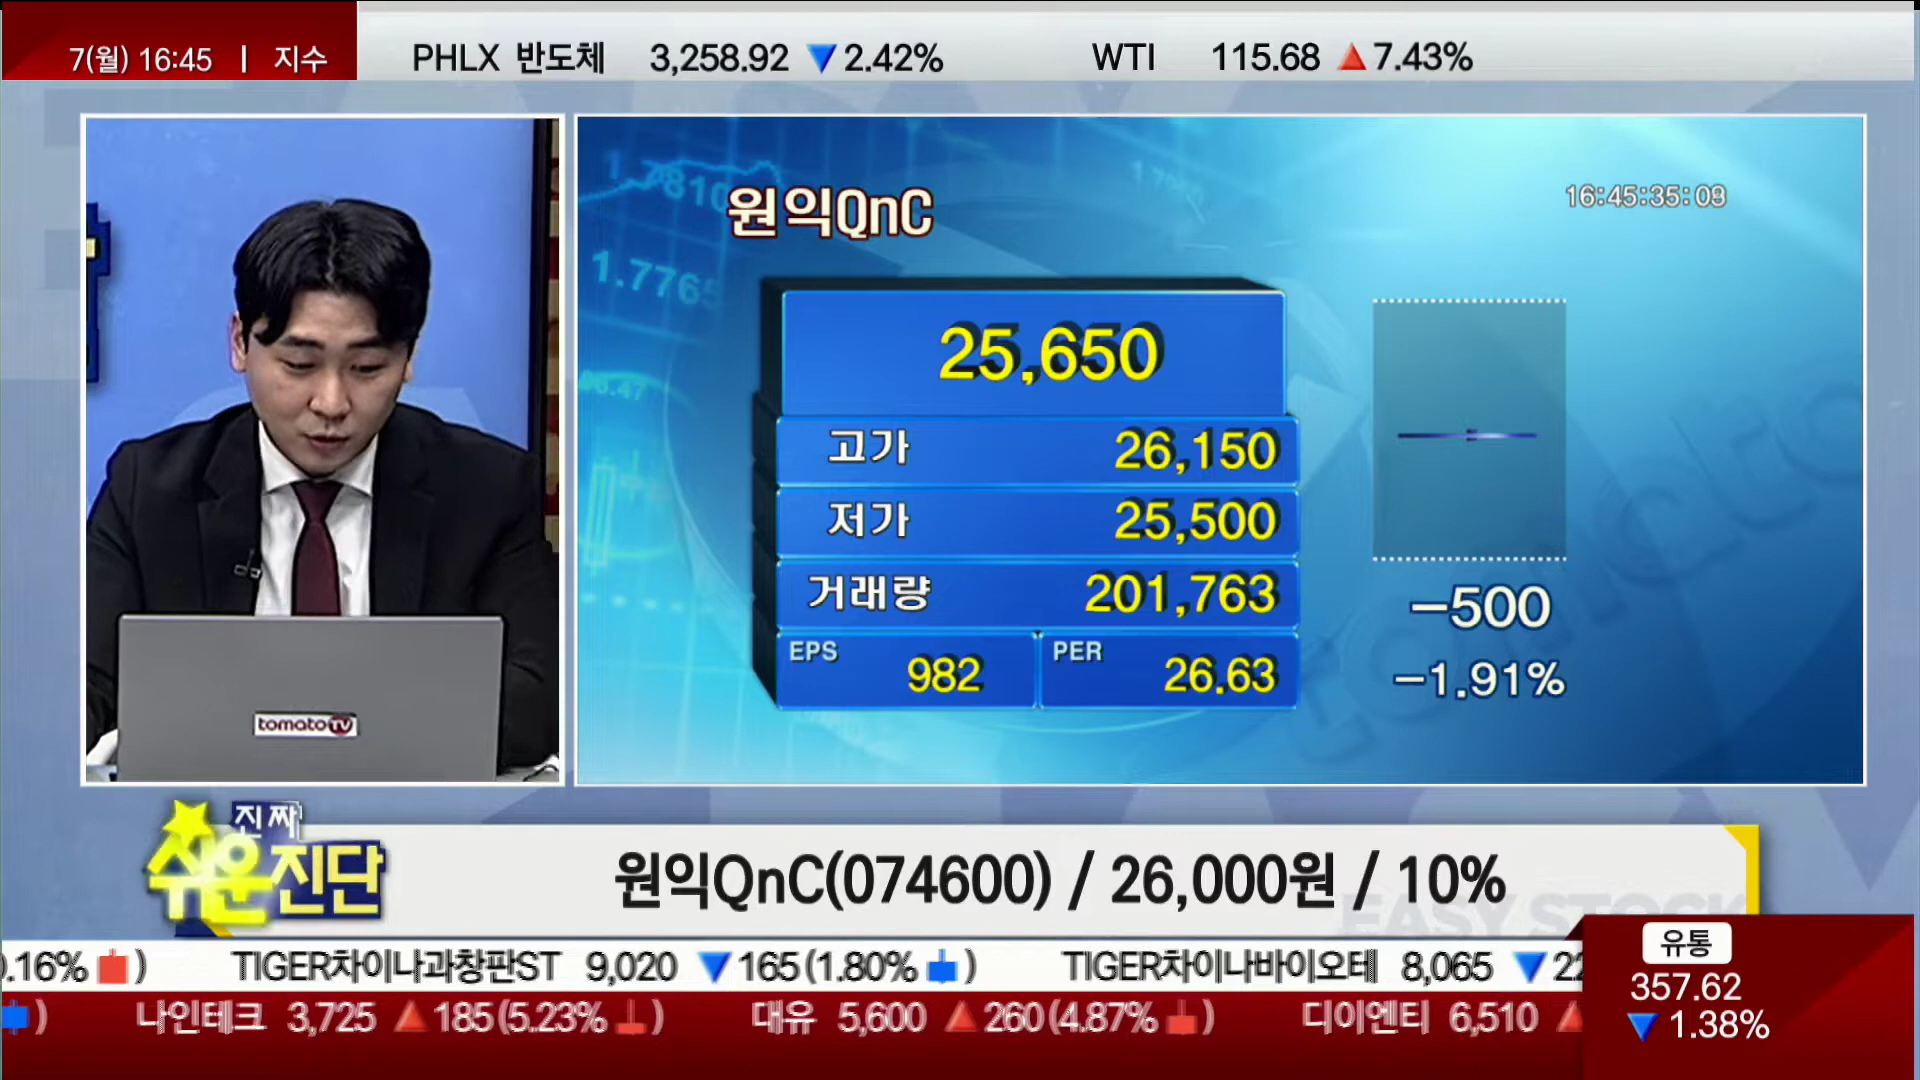 7(월) 16:45 | 지수 PHLX 반도체 3,258.92 ▼2.42% WTI 115.68 ▲7.43%
원익QnC
16:45:35:09
25,650
고가 26,150
저가 25,500
거래량 201,763
EPS 982 PER 26.63
-500
-1.91%
tomatoTV
진짜
쉬운진단
원익QnC(074600) / 26,000원 / 10%
EASY STOCK
.16% ) TIGER차이나과창판ST 9,020 ▼165(1.80% ) TIGER차이나바이오테 8,065 ▼22
) 나인테크 3,725 ▲185(5.23% ) 대유 5,600 ▲260(4.87% ) 디이엔티 6,510 ▲
유통
357.62
▼ 1.38%